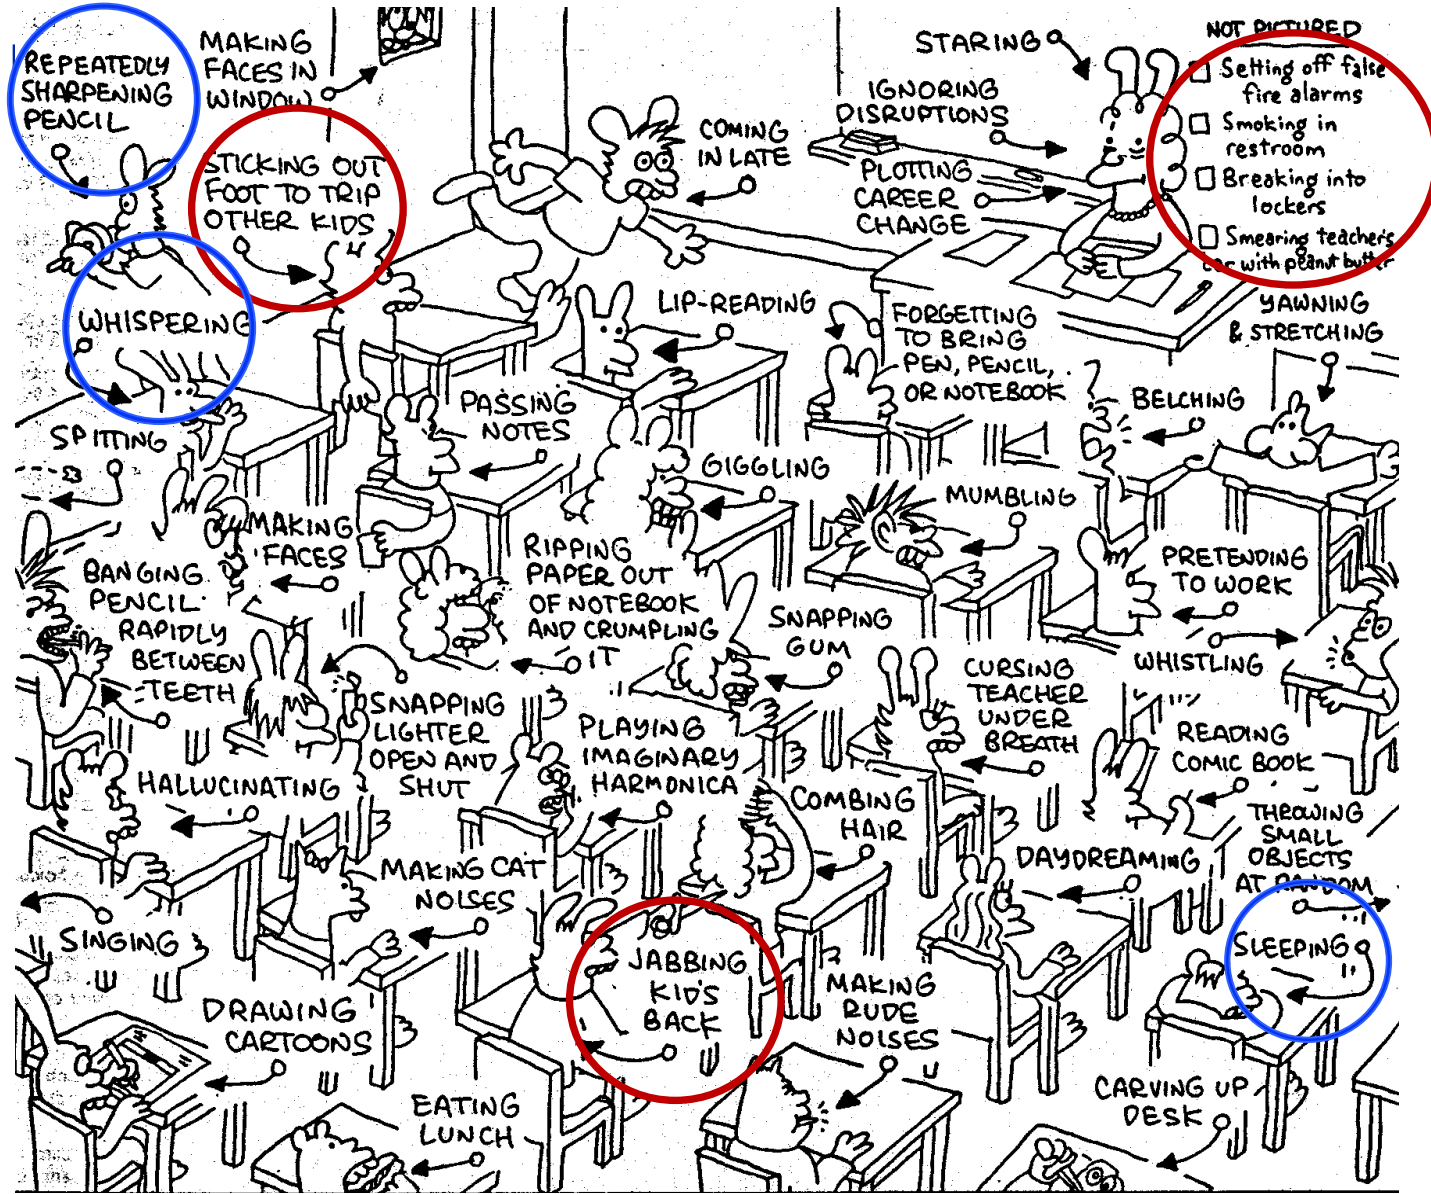 REPEATEDLY
SHARPENING
PENCIL
MAKING
FACES IN
WINDOW
STICKING OUT
FOOT TO TRIP
OTHER KIDS
COMING
IN LATE
STARING
IGNORING
DISRUPTIONS
PLOTTING
CAREER
CHANGE
NOT PICTURED
Setting off false
fire alarms
Smoking in
restroom
Breaking into
lockers
Smearing teacher's
car with peanut butter
WHISPERING
LIP-READING
FORGETTING
TO BRING
PEN, PENCIL,
OR NOTEBOOK
YAWNING
& STRETCHING
SPITTING
PASSING
NOTES
GIGGLING
BELCHING
MUMBLING
MAKING
FACES
BANGING
PENCIL
RAPIDLY
BETWEEN
TEETH
RIPPING
PAPER OUT
OF NOTEBOOK
AND CRUMPLING
IT
SNAPPING
GUM
PRETENDING
TO WORK
WHISTLING
SNAPPING
LIGHTER
OPEN AND
SHUT
PLAYING
IMAGINARY
HARMONICA
CURSING
TEACHER
UNDER
BREATH
READING
COMIC BOOK
HALLUCINATING
COMBING
HAIR
THROWING
SMALL
OBJECTS
AT RANDOM
MAKING CAT
NOISES
DAYDREAMING
SINGING
JABBING
KID'S
BACK
MAKING
RUDE
NOISES
SLEEPING
DRAWING
CARTOONS
EATING
LUNCH
CARVING UP
DESK